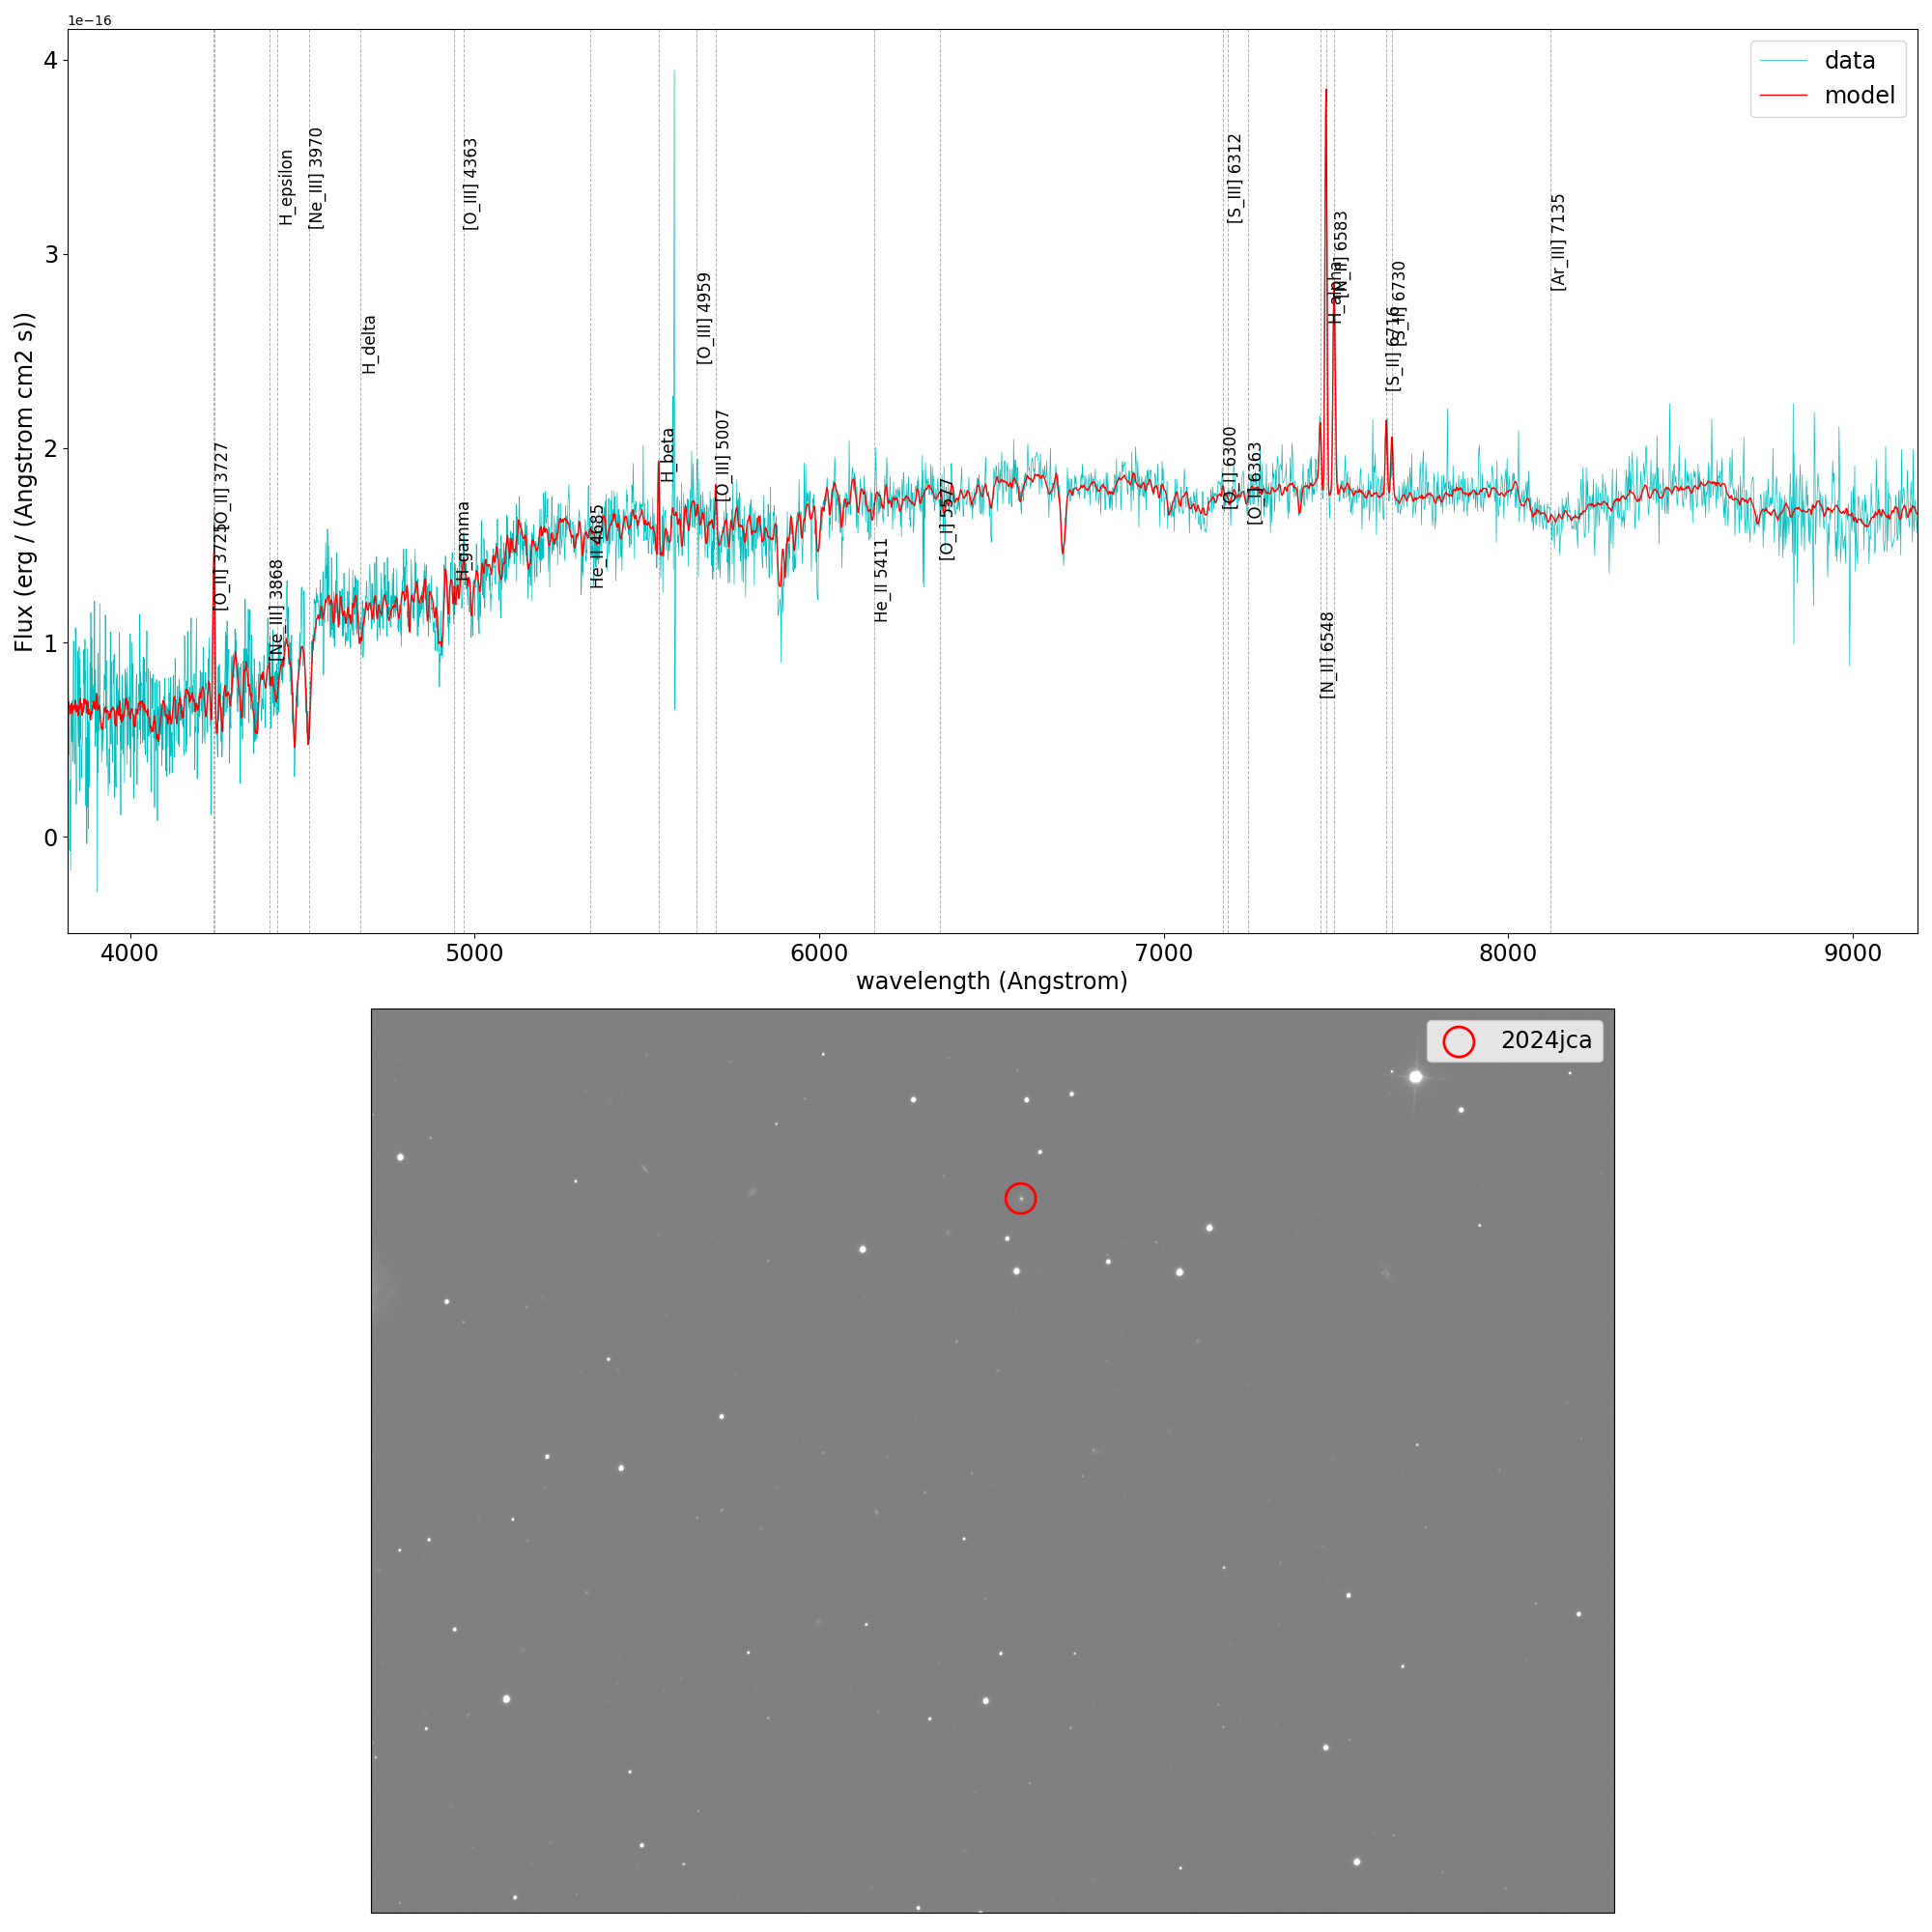 1e−16
4
3
2
1
0
Flux (erg / (Angstrom cm2 s))
data
model
[O_II] 3725
[O_II] 3727
[Ne_III] 3868
H_epsilon
[Ne_III] 3970
H_delta
H_gamma
[O_III] 4363
He_II 4685
H_beta
[O_III] 4959
[O_III] 5007
He_II 5411
[O_I] 5577
[O_I] 6300
[S_III] 6312
[O_I] 6363
[N_II] 6548
H_alpha
[N_II] 6583
[S_II] 6716
[S_II] 6730
[Ar_III] 7135
4000
5000
6000
7000
8000
9000
wavelength (Angstrom)
2024jca